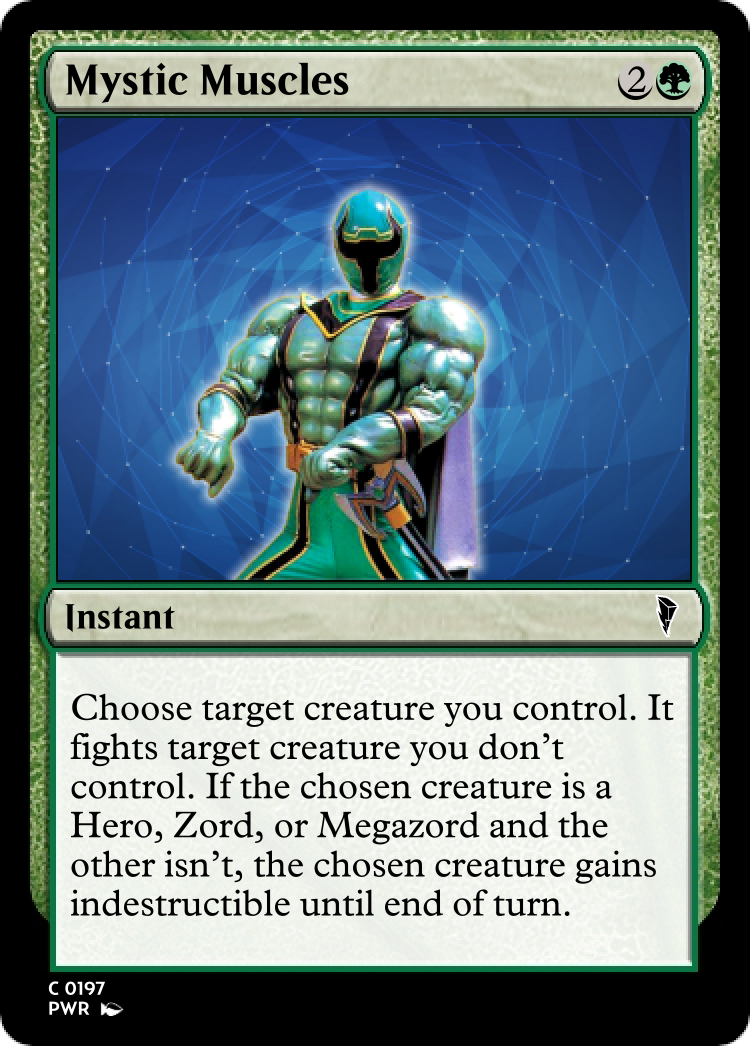 Mystic Muscles 2
Instant
Choose target creature you control. It
fights target creature you don’t
control. If the chosen creature is a
Hero, Zord, or Megazord and the
other isn’t, the chosen creature gains
indestructible until end of turn.
C 0197
PWR